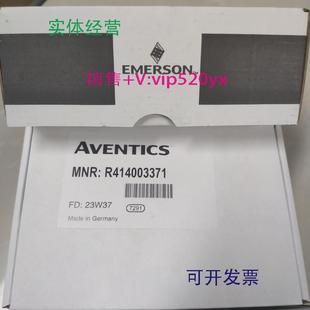 实体经营
EMERSON
销售+V:vip520yx
AVENTICS
MNR: R414003371
FD: 23W37
7291
Made in Germany
可开发票